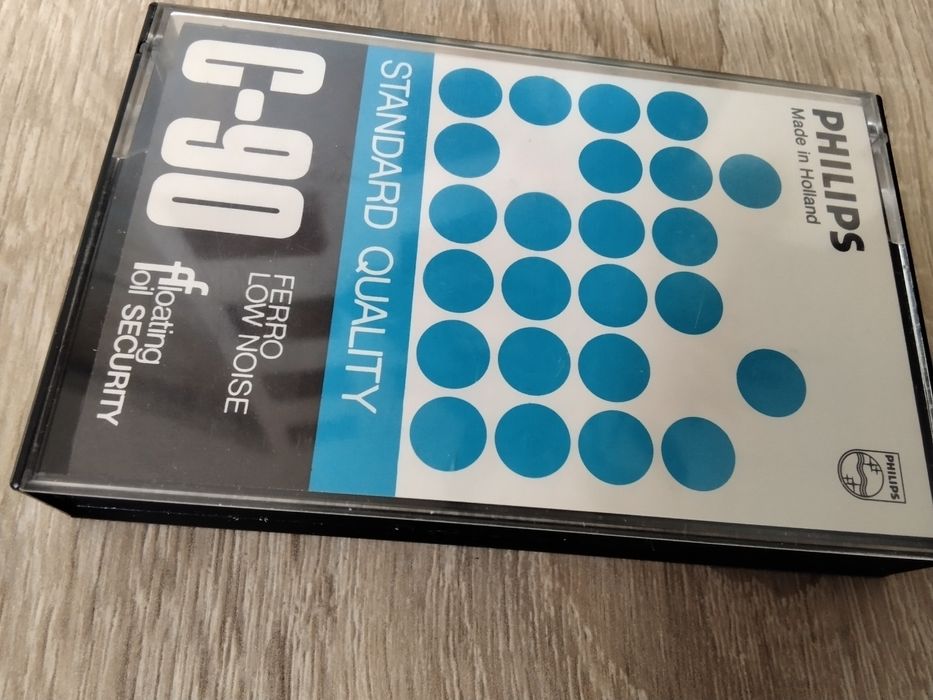 PHILIPS
Made in Holland
PHILIPS
STANDARD QUALITY
C-90
FERRO
LOW NOISE
floating
foil SECURITY